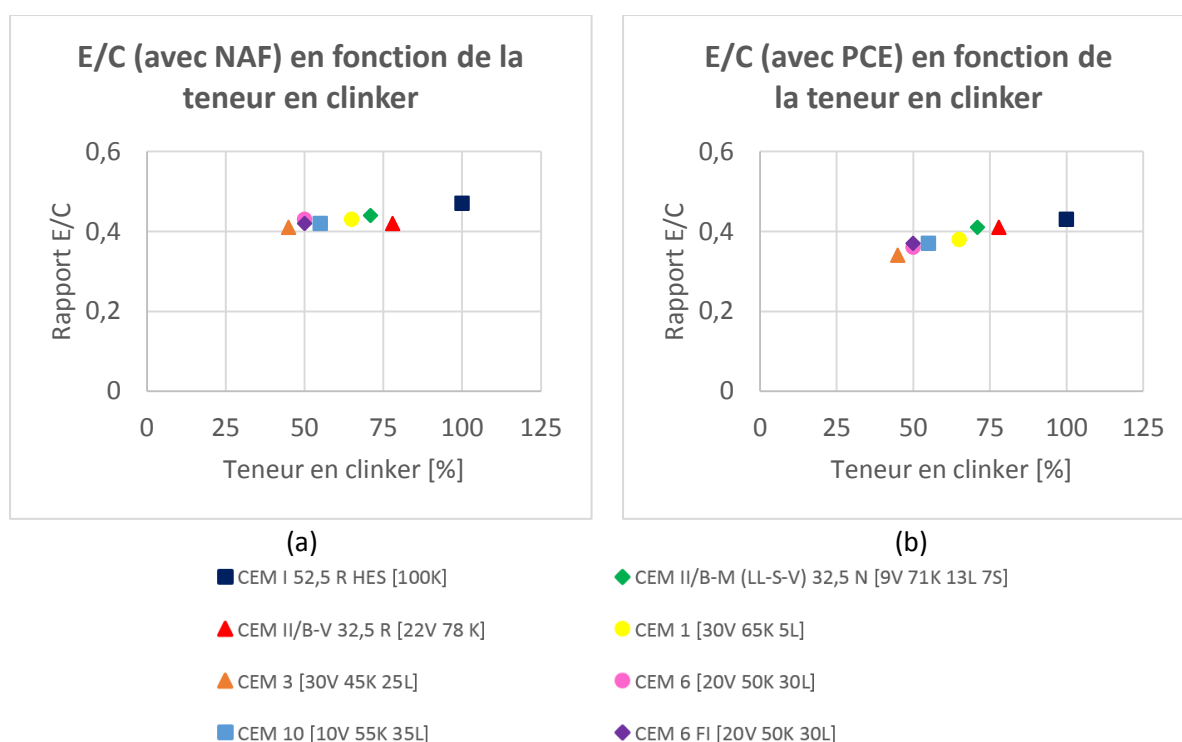 E/C (avec NAF) en fonction de la
teneur en clinker
0,6
0,4
0,2
0
Rapport E/C
0 25 50 75 100 125
Teneur en clinker [%]
(a)
E/C (avec PCE) en fonction de
la teneur en clinker
0,6
0,4
0,2
0
Rapport E/C
0 25 50 75 100 125
Teneur en clinker [%]
(b)
CEM I 52,5 R HES [100K]
CEM II/B-M (LL-S-V) 32,5 N [9V 71K 13L 7S]
CEM II/B-V 32,5 R [22V 78 K]
CEM 1 [30V 65K 5L]
CEM 3 [30V 45K 25L]
CEM 6 [20V 50K 30L]
CEM 10 [10V 55K 35L]
CEM 6 FI [20V 50K 30L]